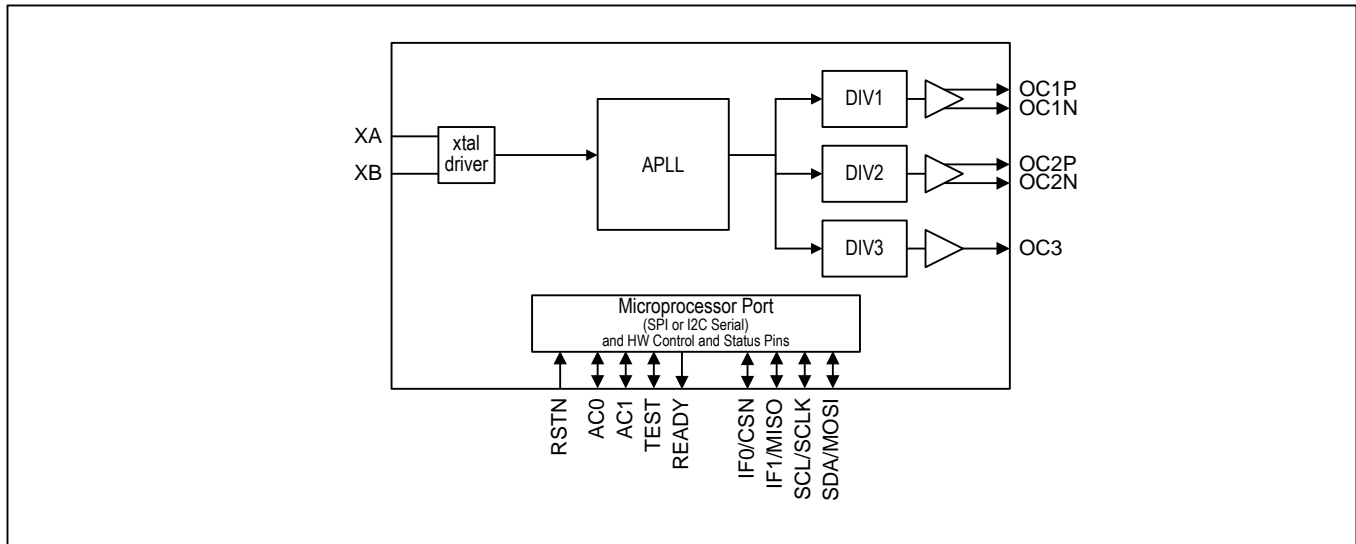 XA
XB
xtal
driver
APLL
DIV1
OC1P
OC1N
DIV2
OC2P
OC2N
DIV3
OC3
Microprocessor Port
(SPI or I2C Serial)
and HW Control and Status Pins
RSTN
AC0
AC1
TEST
READY
IF0/CSN
IF1/MISO
SCL/SCLK
SDA/MOSI